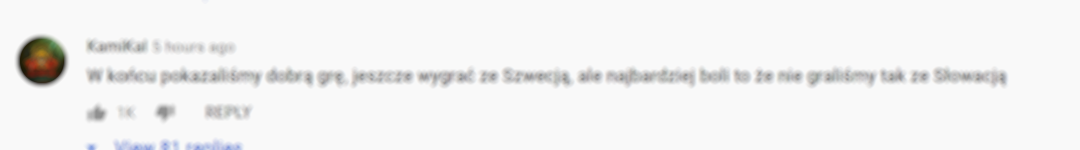 KamiKal 5 hours ago
W końcu pokazaliśmy dobrą grę, jeszcze wygrać ze Szwecją, ale najbardziej boli to że nie graliśmy tak ze Słowacją
1K REPLY
View 81 replies